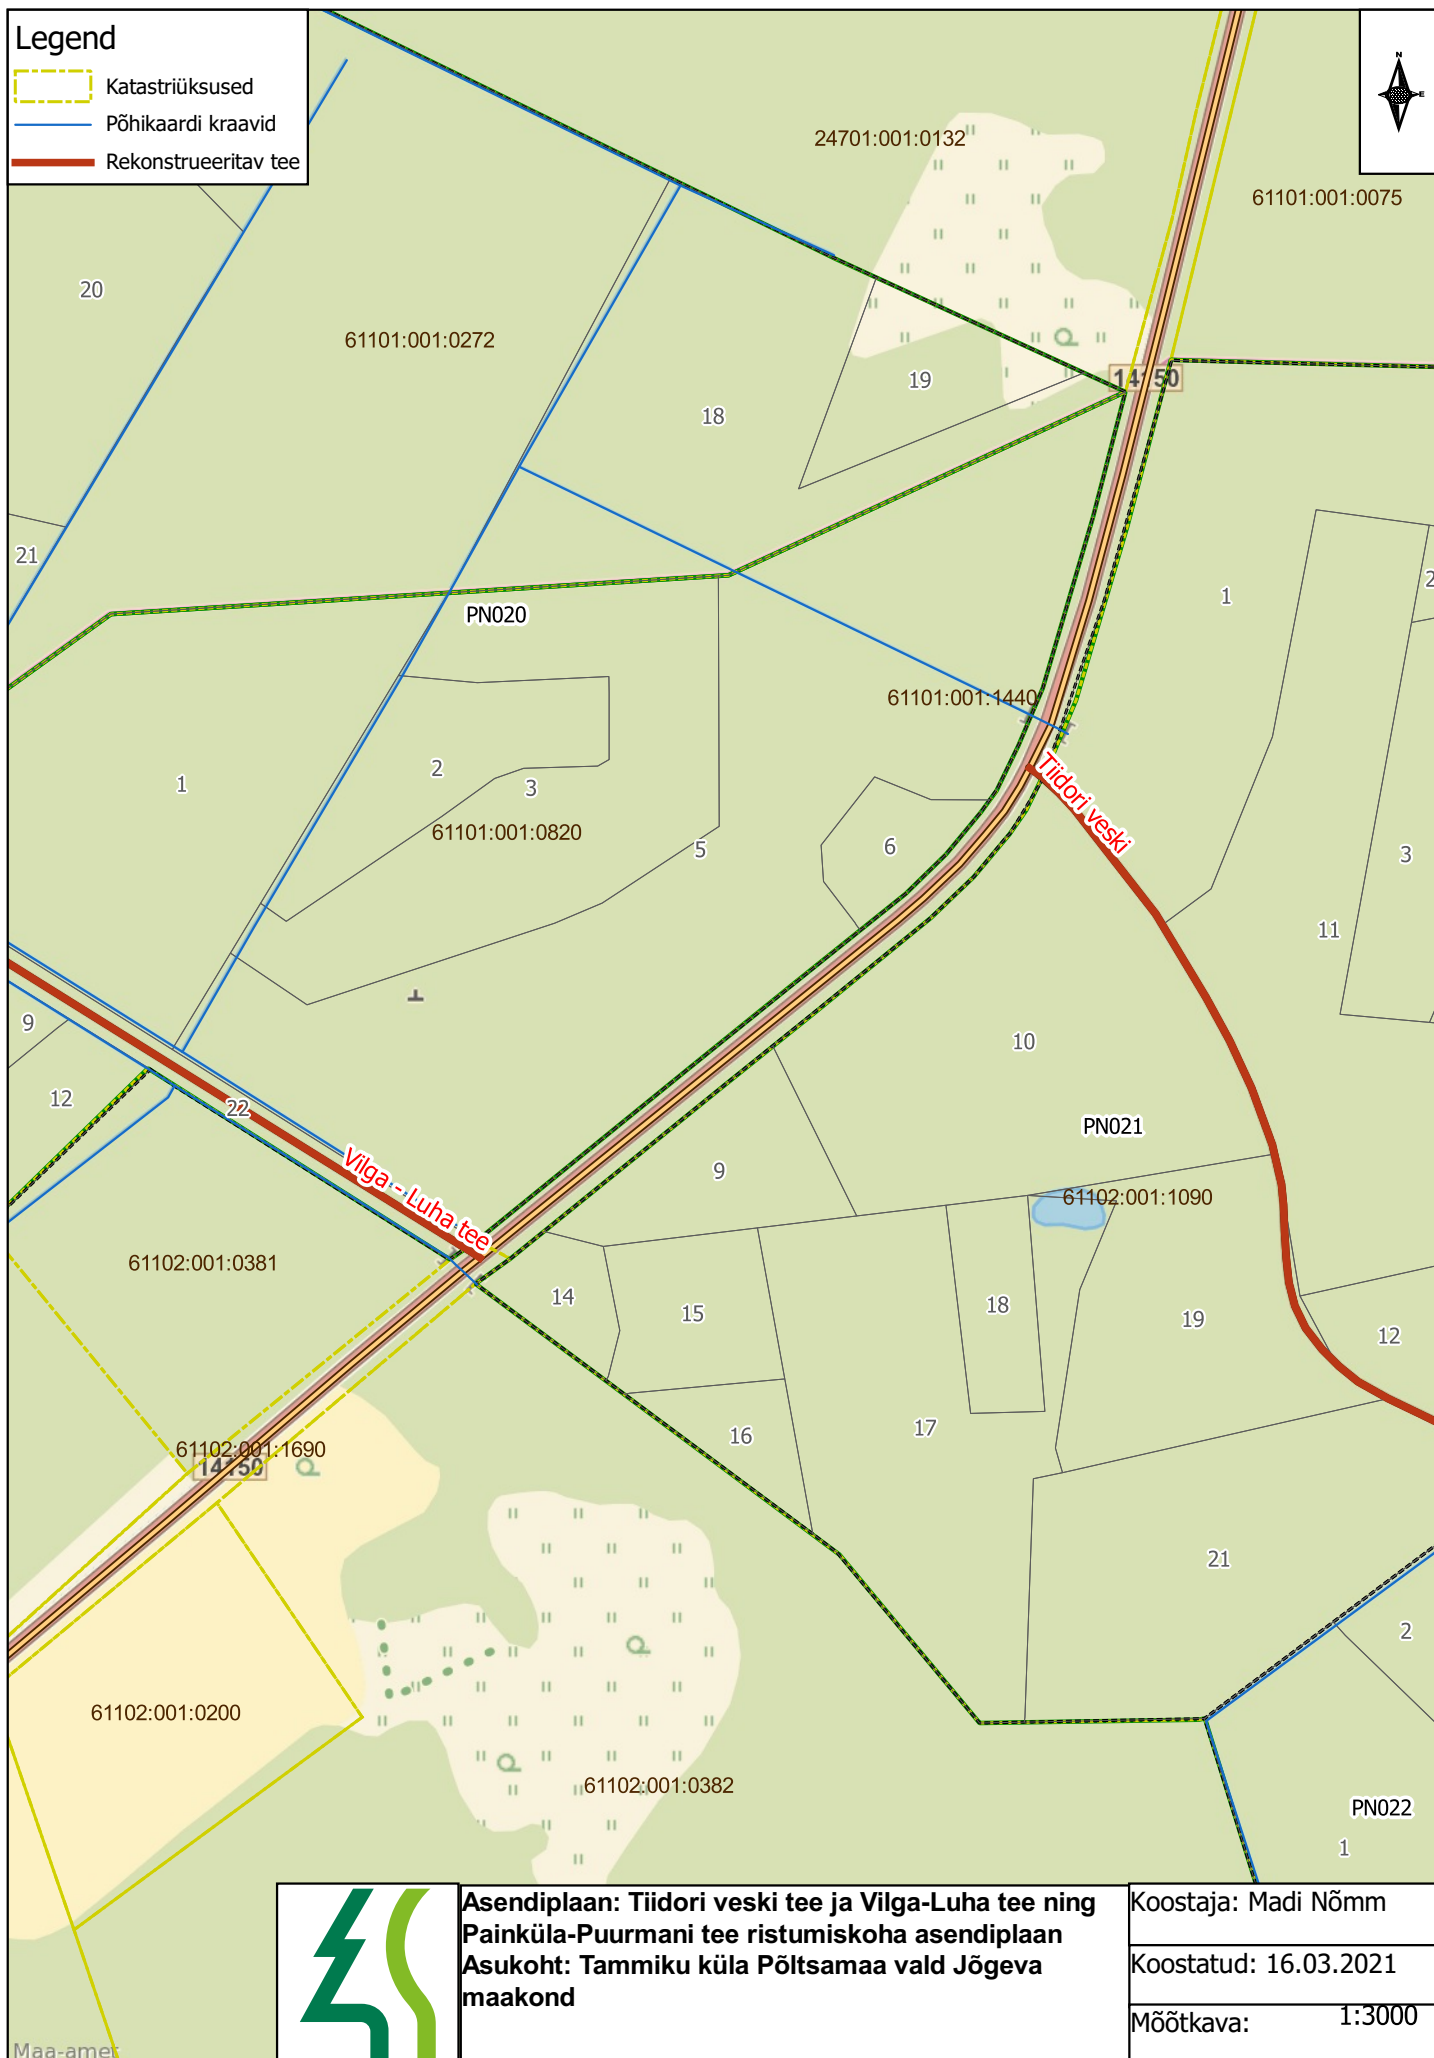 Legend
Katastriüksused
Põhikaardi kraavid
Rekonstrueeritav tee
N
E
24701:001:0132
61101:001:0075
20
61101:001:0272
19
14150
18
21
1
2
PN020
61101:001:1440
Tiidori veski
1
2
3
61101:001:0820
5
6
3
11
9
10
12
22
PN021
Vilga - Luha tee
9
61102:001:1090
61102:001:0381
14
15
18
19
12
16
17
61102:001:1690
14150
21
2
61102:001:0200
61102:001:0382
PN022
1
Asendiplaan: Tiidori veski tee ja Vilga-Luha tee ning
Painküla-Puurmani tee ristumiskoha asendiplaan
Asukoht: Tammiku küla Põltsamaa vald Jõgeva
maakond
Koostaja: Madi Nõmm
Koostatud: 16.03.2021
Mõõtkava: 1:3000
Maa-amet